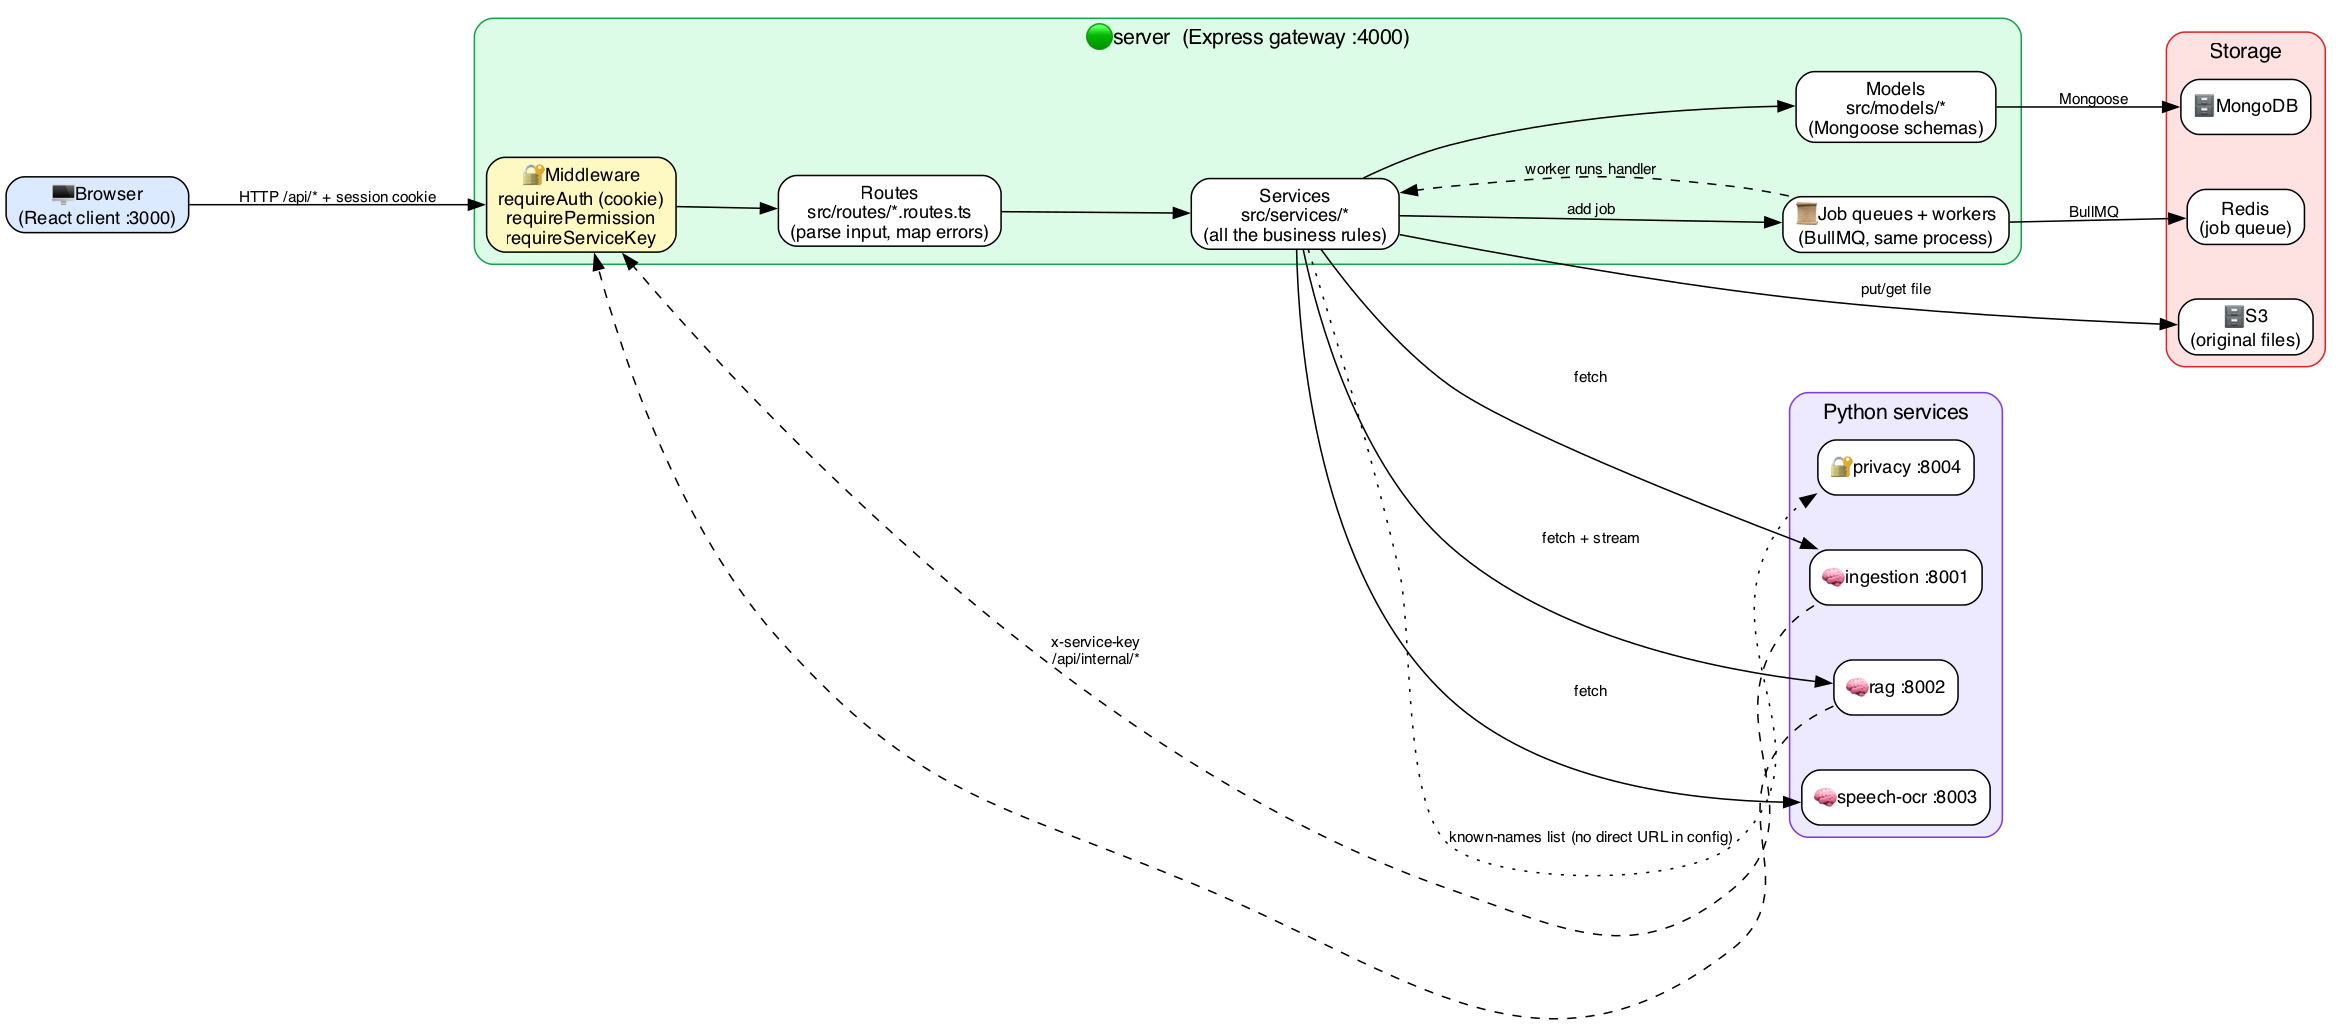 server (Express gateway :4000)
Storage
Models
src/models/*
(Mongoose schemas)
Mongoose
MongoDB
Browser
(React client :3000)
HTTP /api/* + session cookie
Middleware
requireAuth (cookie)
requirePermission
requireServiceKey
Routes
src/routes/*.routes.ts
(parse input, map errors)
Services
src/services/*
(all the business rules)
worker runs handler
add job
Job queues + workers
(BullMQ, same process)
BullMQ
Redis
(job queue)
put/get file
S3
(original files)
fetch
Python services
privacy :8004
fetch + stream
ingestion :8001
x-service-key
/api/internal/*
rag :8002
fetch
speech-ocr :8003
known-names list (no direct URL in config)